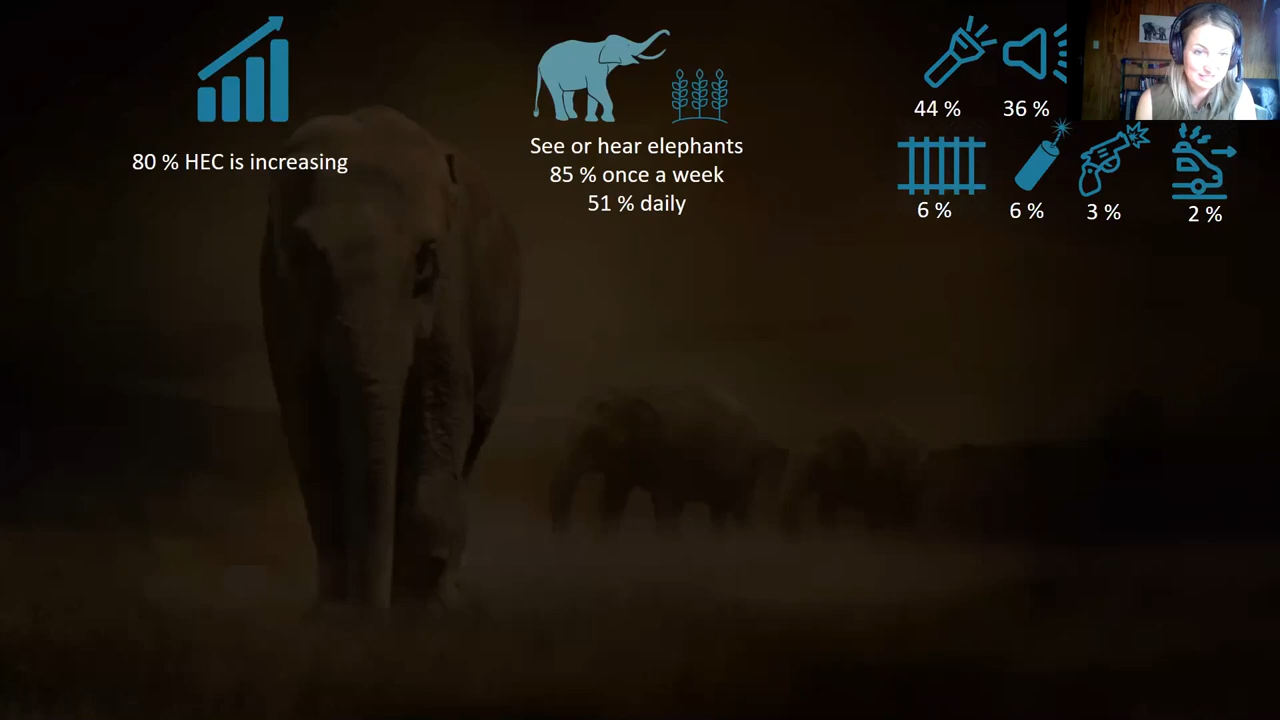 80 % HEC is increasing
See or hear elephants
85 % once a week
51 % daily
44 %
36 %
6 %
6 %
3 %
2 %